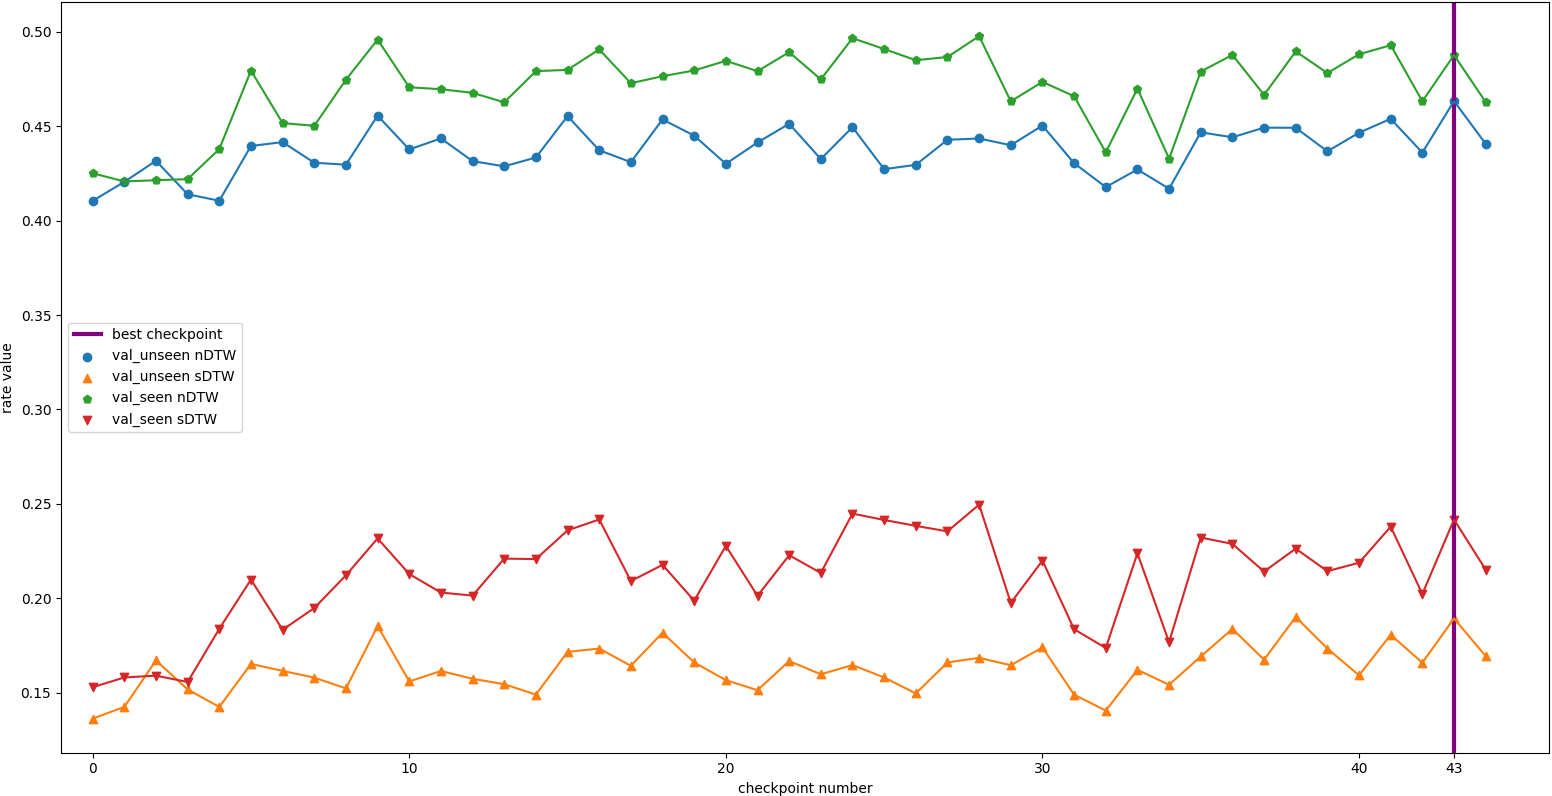 0.50
0.45
0.40
0.35
0.30
0.25
0.20
0.15
rate value
best checkpoint
val_unseen nDTW
val_unseen sDTW
val_seen nDTW
val_seen sDTW
0 10 20 30 40 43
checkpoint number